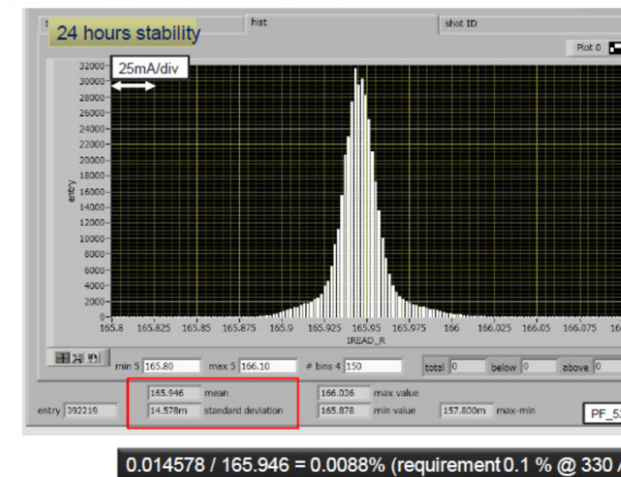 hist
shot ID
24 hours stability
Plot 0
25mA/div
32000
30000
28000
26000
24000
22000
20000
18000
16000
14000
12000
10000
8000
6000
4000
2000
0
entry
165.8 165.825 165.85 165.875 165.9 165.925 165.95 165.975 166 166.025 166.05 166.075
IREAD_R
min 5 165.80 max 5 166.10 # bins 4 150 total 0 below 0 above 0
165.946 mean 166.036 max value
entry 392219 14.578m standard deviation 165.878 min value 157.800m max-min
0.014578 / 165.946 = 0.0088% (requirement 0.1 % @ 330